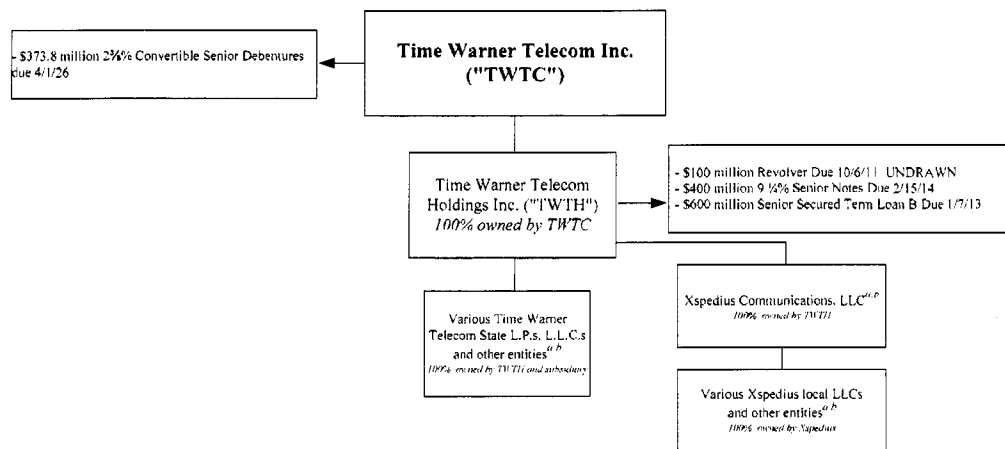 Time Warner Telecom Inc.
("TWTC")
- $373.8 million 2⅜% Convertible Senior Debentures
due 4/1/26
Time Warner Telecom
Holdings Inc. ("TWTH")
100% owned by TWTC
- $100 million Revolver Due 10/6/11 UNDRAWN
- $400 million 9 ¼% Senior Notes Due 2/15/14
- $600 million Senior Secured Term Loan B Due 1/7/13
Various Time Warner
Telecom State L.P.s, L.L.C.s
and other entities a b
100% owned by TWTH and subsidiary
Xspedius Communications, LLC a,b
100% owned by TWTH
Various Xspedius local LLCs
and other entities a b
100% owned by Xspedius